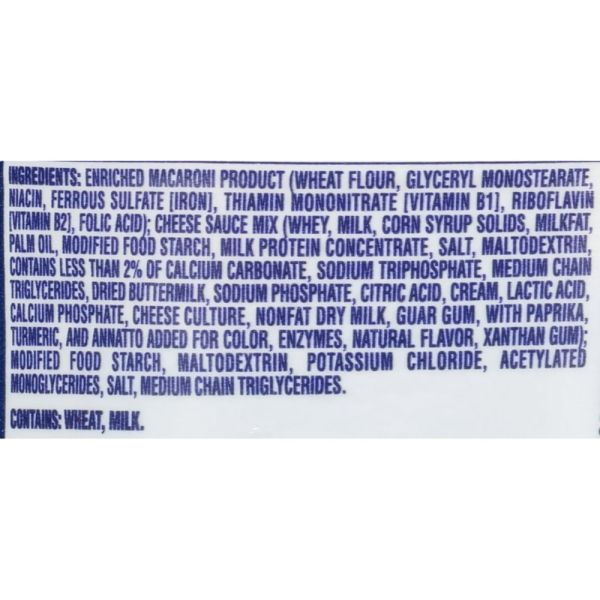 INGREDIENTS: ENRICHED MACARONI PRODUCT (WHEAT FLOUR, GLYCERYL MONOSTEARATE,
NIACIN, FERROUS SULFATE [IRON], THIAMIN MONONITRATE [VITAMIN B1], RIBOFLAVIN
[VITAMIN B2], FOLIC ACID); CHEESE SAUCE MIX (WHEY, MILK, CORN SYRUP SOLIDS, MILKFAT,
PALM OIL, MODIFIED FOOD STARCH, MILK PROTEIN CONCENTRATE, SALT, MALTODEXTRIN,
CONTAINS LESS THAN 2% OF CALCIUM CARBONATE, SODIUM TRIPHOSPHATE, MEDIUM CHAIN
TRIGLYCERIDES, DRIED BUTTERMILK, SODIUM PHOSPHATE, CITRIC ACID, CREAM, LACTIC ACID,
CALCIUM PHOSPHATE, CHEESE CULTURE, NONFAT DRY MILK, GUAR GUM, WITH PAPRIKA,
TURMERIC, AND ANNATTO ADDED FOR COLOR, ENZYMES, NATURAL FLAVOR, XANTHAN GUM);
MODIFIED FOOD STARCH, MALTODEXTRIN, POTASSIUM CHLORIDE, ACETYLATED
MONOGLYCERIDES, SALT, MEDIUM CHAIN TRIGLYCERIDES.
CONTAINS: WHEAT, MILK.